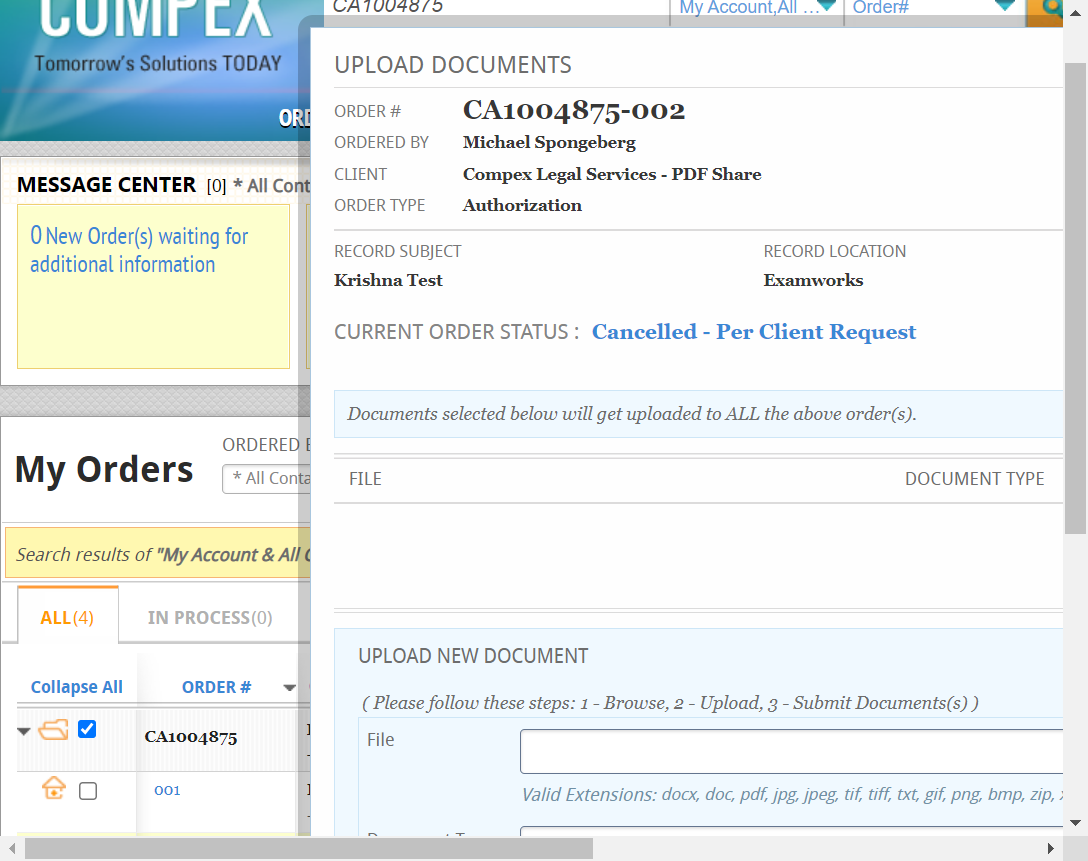 COMPEX
Tomorrow's Solutions TODAY
CA1004875
My Account,All ...
Order#
ORD
MESSAGE CENTER [0] * All Cont
0 New Order(s) waiting for
additional information
My Orders
ORDERED
* All Conta
Search results of "My Account & All
ALL(4)
IN PROCESS(0)
Collapse All
ORDER #
CA1004875
001
UPLOAD DOCUMENTS
ORDER # CA1004875-002
ORDERED BY Michael Spongeberg
CLIENT Compex Legal Services - PDF Share
ORDER TYPE Authorization
RECORD SUBJECT
RECORD LOCATION
Krishna Test
Examworks
CURRENT ORDER STATUS : Cancelled - Per Client Request
Documents selected below will get uploaded to ALL the above order(s).
FILE
DOCUMENT TYPE
UPLOAD NEW DOCUMENT
( Please follow these steps: 1 - Browse, 2 - Upload, 3 - Submit Documents(s) )
File
Valid Extensions: docx, doc, pdf, jpg, jpeg, tif, tiff, txt, gif, png, bmp, zip,